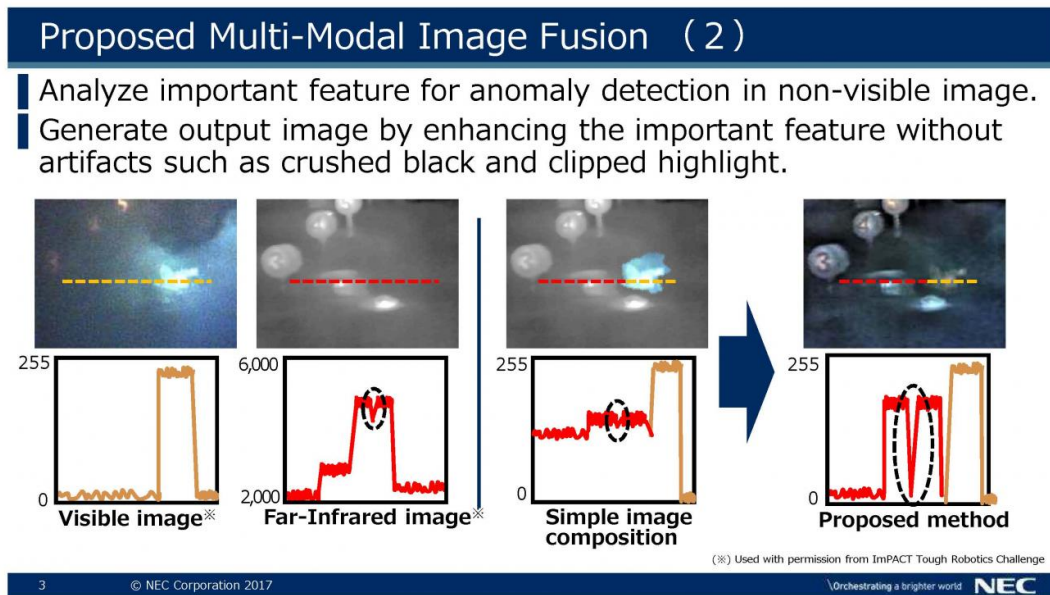 Proposed Multi-Modal Image Fusion （2）
Analyze important feature for anomaly detection in non-visible image.
Generate output image by enhancing the important feature without
artifacts such as crushed black and clipped highlight.
255
0
Visible image※
6,000
2,000
Far-Infrared image※
255
0
Simple image
composition
255
0
Proposed method
(※) Used with permission from ImPACT Tough Robotics Challenge
3 © NEC Corporation 2017 \Orchestrating a brighter world NEC